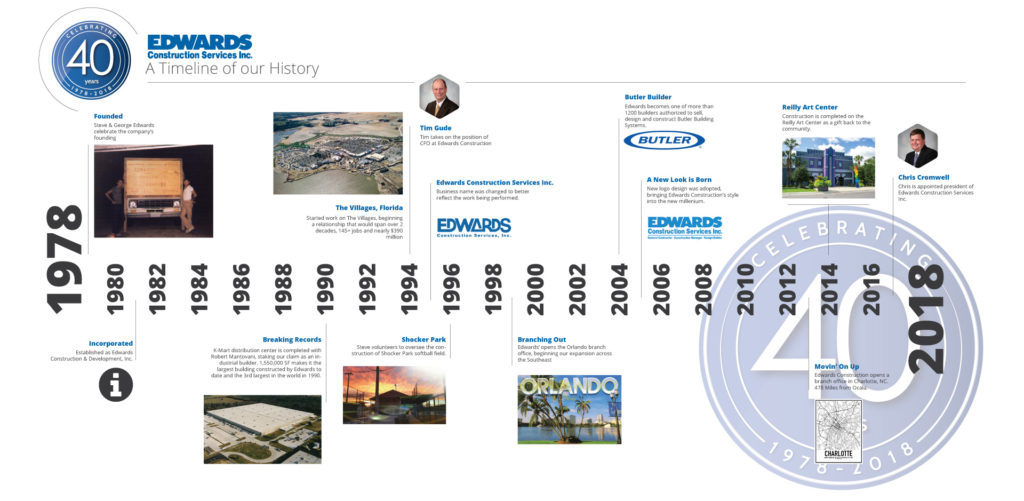 CELEBRATING
40
years
1978-2018
EDWARDS
Construction Services Inc.
A Timeline of our History
Founded
Steve & George Edwards
celebrate the company's
founding
The Villages, Florida
Started work on The Villages, beginning
a relationship that would span over 2
decades, 145+ jobs and nearly $390
million
Tim Gude
Tim takes on the position of
CFO at Edwards Construction
Edwards Construction Services Inc.
Business name was changed to better
reflect the work being performed.
EDWARDS
Construction Services, Inc.
Butler Builder
Edwards becomes one of more than
1200 builders authorized to sell,
design and construct Butler Building
Systems.
BUTLER
A New Look is Born
New logo design was adopted,
bringing Edwards Construction's style
into the new millenium.
EDWARDS
Construction Services Inc.
General Contractor Construction Manager Design-Builder
Reilly Art Center
Construction is completed on the
Reilly Art Center as a gift back to the
community.
Chris Cromwell
Chris is appointed president of
Edwards Construction Services
Inc.
1978
1980
1982
1984
1986
1988
1990
1992
1994
1996
1998
2000
2002
2004
2006
2008
2010
2012
2014
2016
2018
Incorporated
Established as Edwards
Construction & Development, Inc.
Breaking Records
K-Mart distribution center is completed with
Robert Mantovani, staking our claim as an in-
dustrial builder. 1,550,000 SF makes it the
largest building constructed by Edwards to
date and the 3rd largest in the world in 1990.
Shocker Park
Steve volunteers to oversee the con-
struction of Shocker Park softball field.
Branching Out
Edwards' opens the Orlando branch
office, beginning our expansion across
the Southeast
ORLANDO
Movin' On Up
Edwards Construction opens a
branch office in Charlotte, NC.
478 Miles from Ocala.
CHARLOTTE
CELEBRATING
40
1978-2018